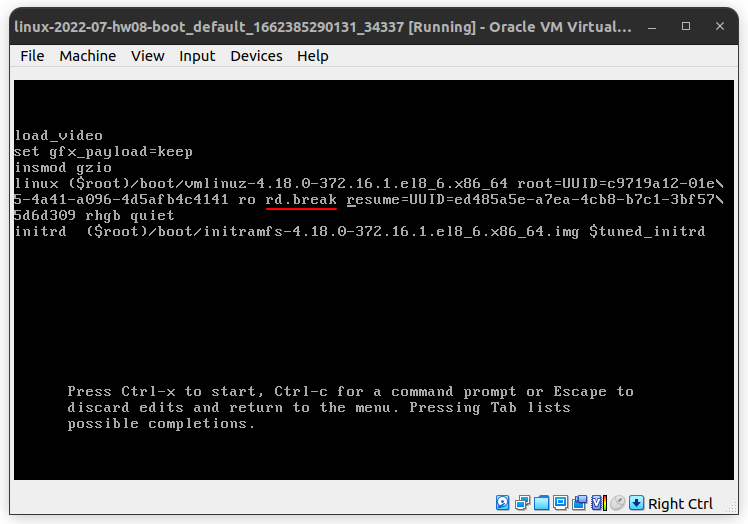 linux-2022-07-hw08-boot_default_1662385290131_34337 [Running] - Oracle VM Virtual...
File Machine View Input Devices Help
load_video
set gfx_payload=keep
insmod gzio
linux ($root)/boot/vmlinuz-4.18.0-372.16.1.el8_6.x86_64 root=UUID=c9719a12-01e\
5-4a41-a096-4d5afb4c4141 ro rd.break resume=UUID=ed485a5e-a7ea-4cb8-b7c1-3bf57\
5d6d309 rhgb quiet
initrd  ($root)/boot/initramfs-4.18.0-372.16.1.el8_6.x86_64.img $tuned_initrd
Press Ctrl-x to start, Ctrl-c for a command prompt or Escape to
discard edits and return to the menu. Pressing Tab lists
possible completions.
Right Ctrl